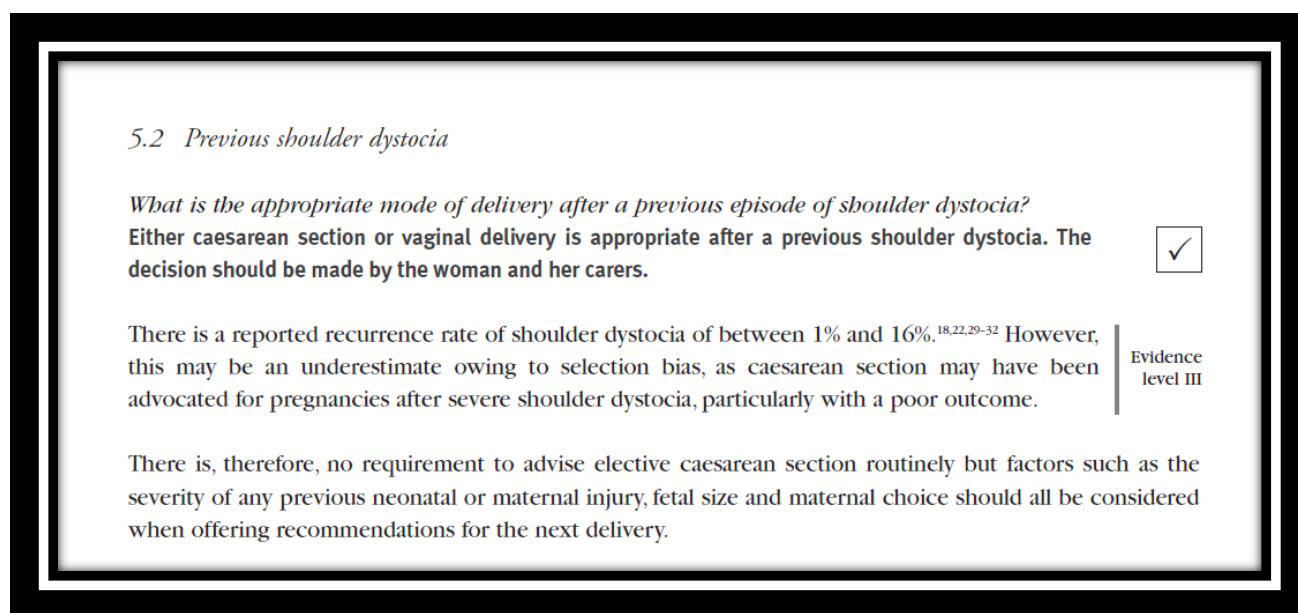 5.2 Previous shoulder dystocia
What is the appropriate mode of delivery after a previous episode of shoulder dystocia?
Either caesarean section or vaginal delivery is appropriate after a previous shoulder dystocia. The
decision should be made by the woman and her carers.
✓
There is a reported recurrence rate of shoulder dystocia of between 1% and 16%.18,22,29-32 However,
this may be an underestimate owing to selection bias, as caesarean section may have been
advocated for pregnancies after severe shoulder dystocia, particularly with a poor outcome.
Evidence
level III
There is, therefore, no requirement to advise elective caesarean section routinely but factors such as the
severity of any previous neonatal or maternal injury, fetal size and maternal choice should all be considered
when offering recommendations for the next delivery.